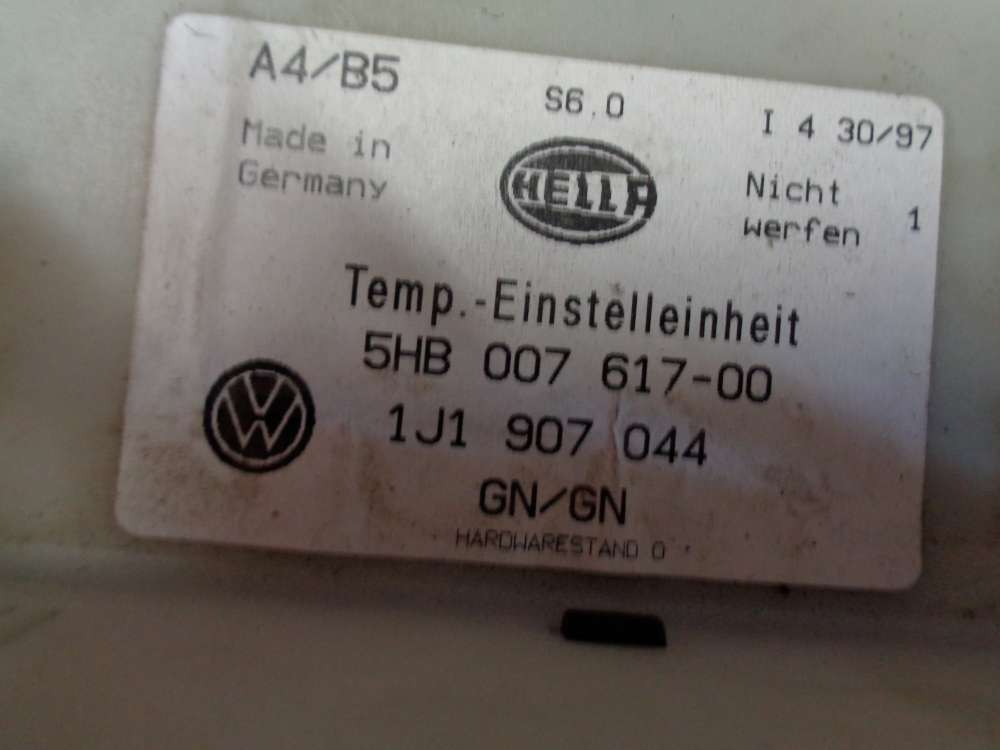 A4/B5
S6.0
I 4 30/97
Made in
Germany
HELLA
Nicht
werfen 1
Temp.-Einstelleinheit
5HB 007 617-00
1J1 907 044
GN/GN
HARDWARESTAND 0